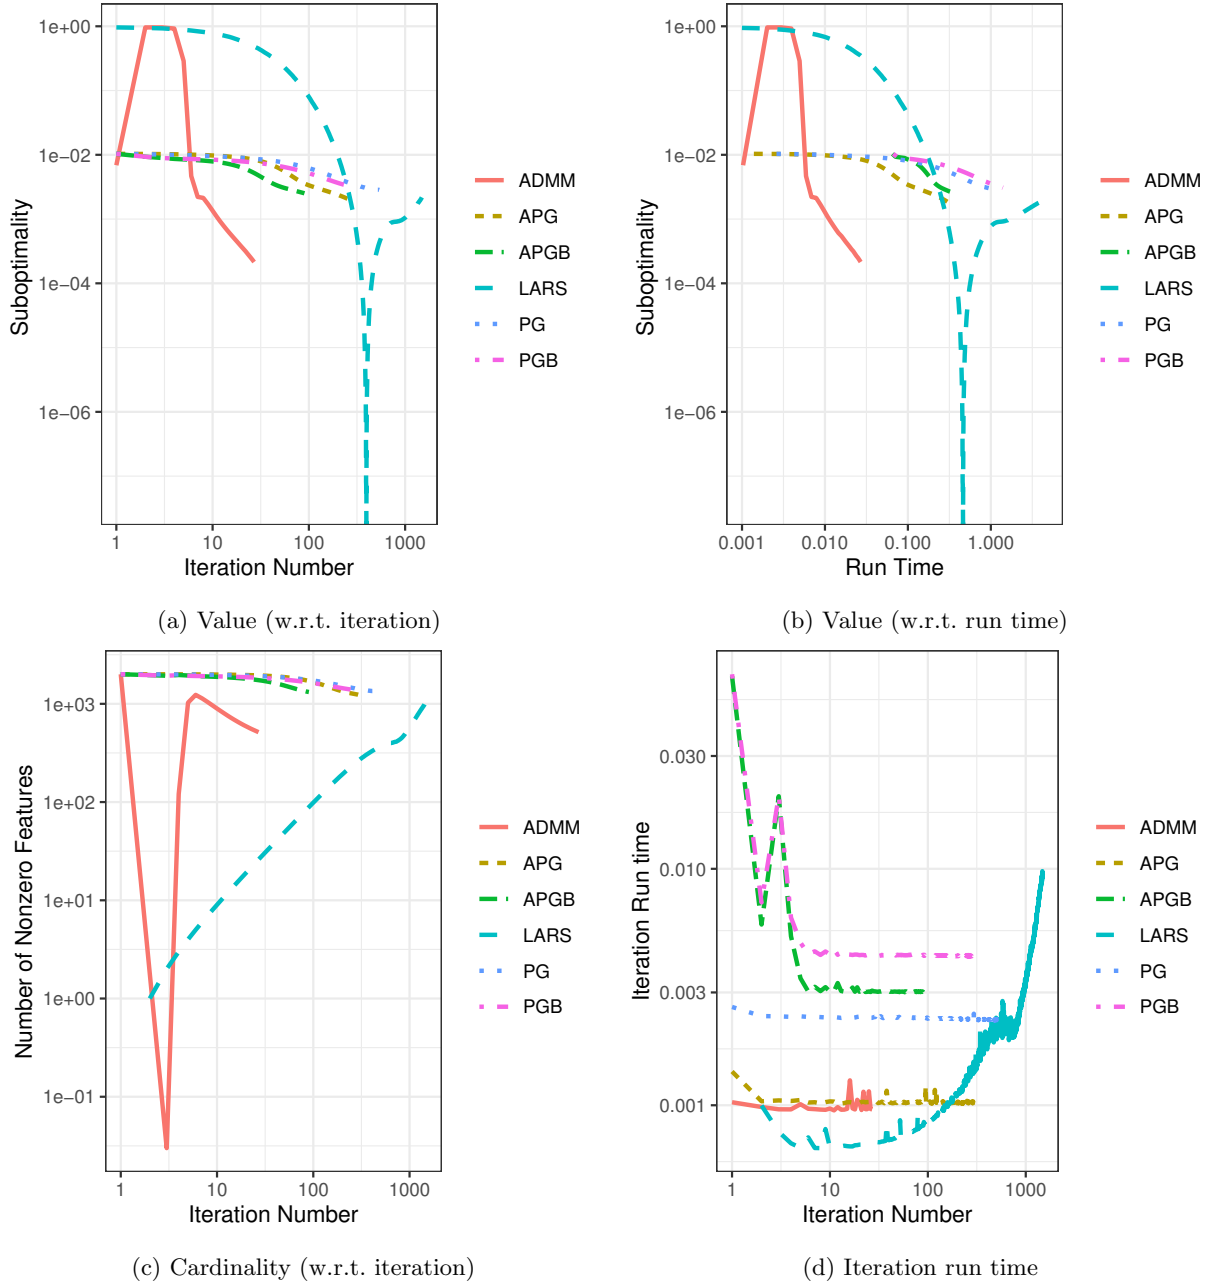 1e+00
1e−02
1e−04
1e−06
Suboptimality
1
10
100
1000
Iteration Number
ADMM
APG
APGB
LARS
PG
PGB
(a) Value (w.r.t. iteration)
1e+00
1e−02
1e−04
1e−06
Suboptimality
0.001
0.010
0.100
1.000
Run Time
ADMM
APG
APGB
LARS
PG
PGB
(b) Value (w.r.t. run time)
1e+03
1e+02
1e+01
1e+00
1e−01
Number of Nonzero Features
1
10
100
1000
Iteration Number
ADMM
APG
APGB
LARS
PG
PGB
(c) Cardinality (w.r.t. iteration)
0.030
0.010
0.003
0.001
Iteration Run time
1
10
100
1000
Iteration Number
ADMM
APG
APGB
LARS
PG
PGB
(d) Iteration run time